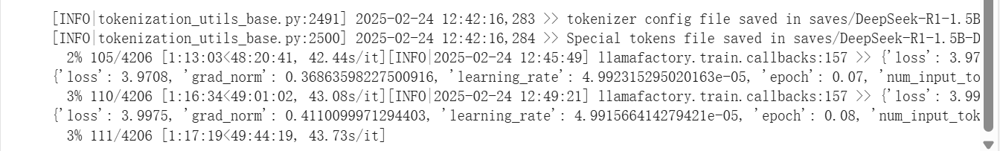 [INFO|tokenization_utils_base.py:2491] 2025-02-24 12:42:16,283 >> tokenizer config file saved in saves/DeepSeek-R1-1.5B
[INFO|tokenization_utils_base.py:2500] 2025-02-24 12:42:16,284 >> Special tokens file saved in saves/DeepSeek-R1-1.5B-D
2% 105/4206 [1:13:03<48:20:41, 42.44s/it][INFO|2025-02-24 12:45:49] llamafactory.train.callbacks:157 >> {'loss': 3.97
{'loss': 3.9708, 'grad_norm': 0.36863598227500916, 'learning_rate': 4.992315295020163e-05, 'epoch': 0.07, 'num_input_to
3% 110/4206 [1:16:34<49:01:02, 43.08s/it][INFO|2025-02-24 12:49:21] llamafactory.train.callbacks:157 >> {'loss': 3.99
{'loss': 3.9975, 'grad_norm': 0.4110099971294403, 'learning_rate': 4.991566414279421e-05, 'epoch': 0.08, 'num_input_tok
3% 111/4206 [1:17:19<49:44:19, 43.73s/it]